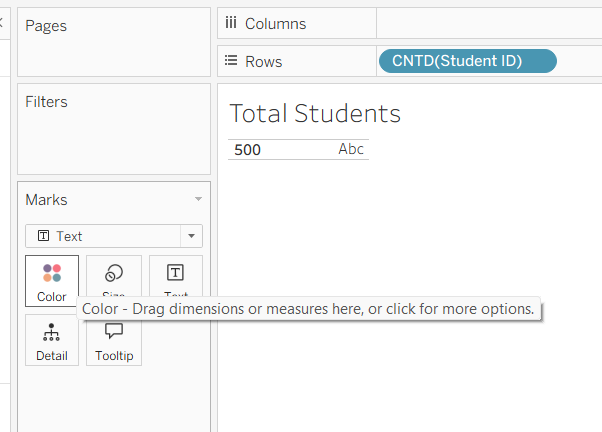 Pages
Columns
Rows
CNTD(Student ID)
Filters
Total Students
500 Abc
Marks
Text
Color Size Text
Color - Drag dimensions or measures here, or click for more options.
Detail Tooltip